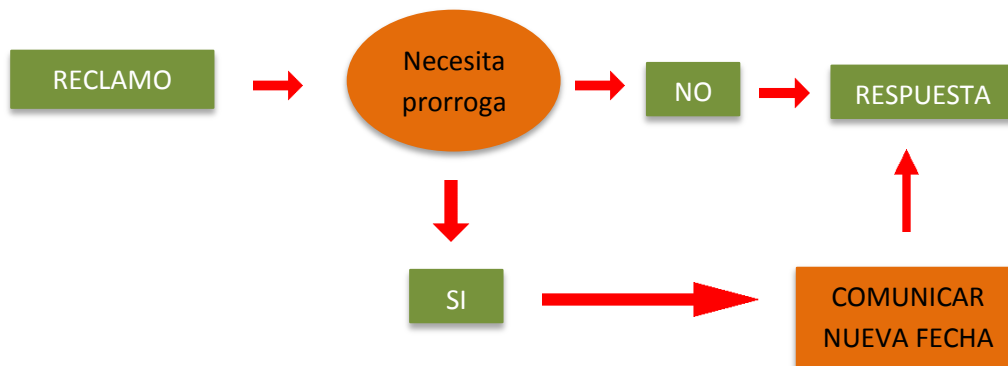 RECLAMO
Necesita
prorroga
NO
RESPUESTA
SI
COMUNICAR
NUEVA FECHA